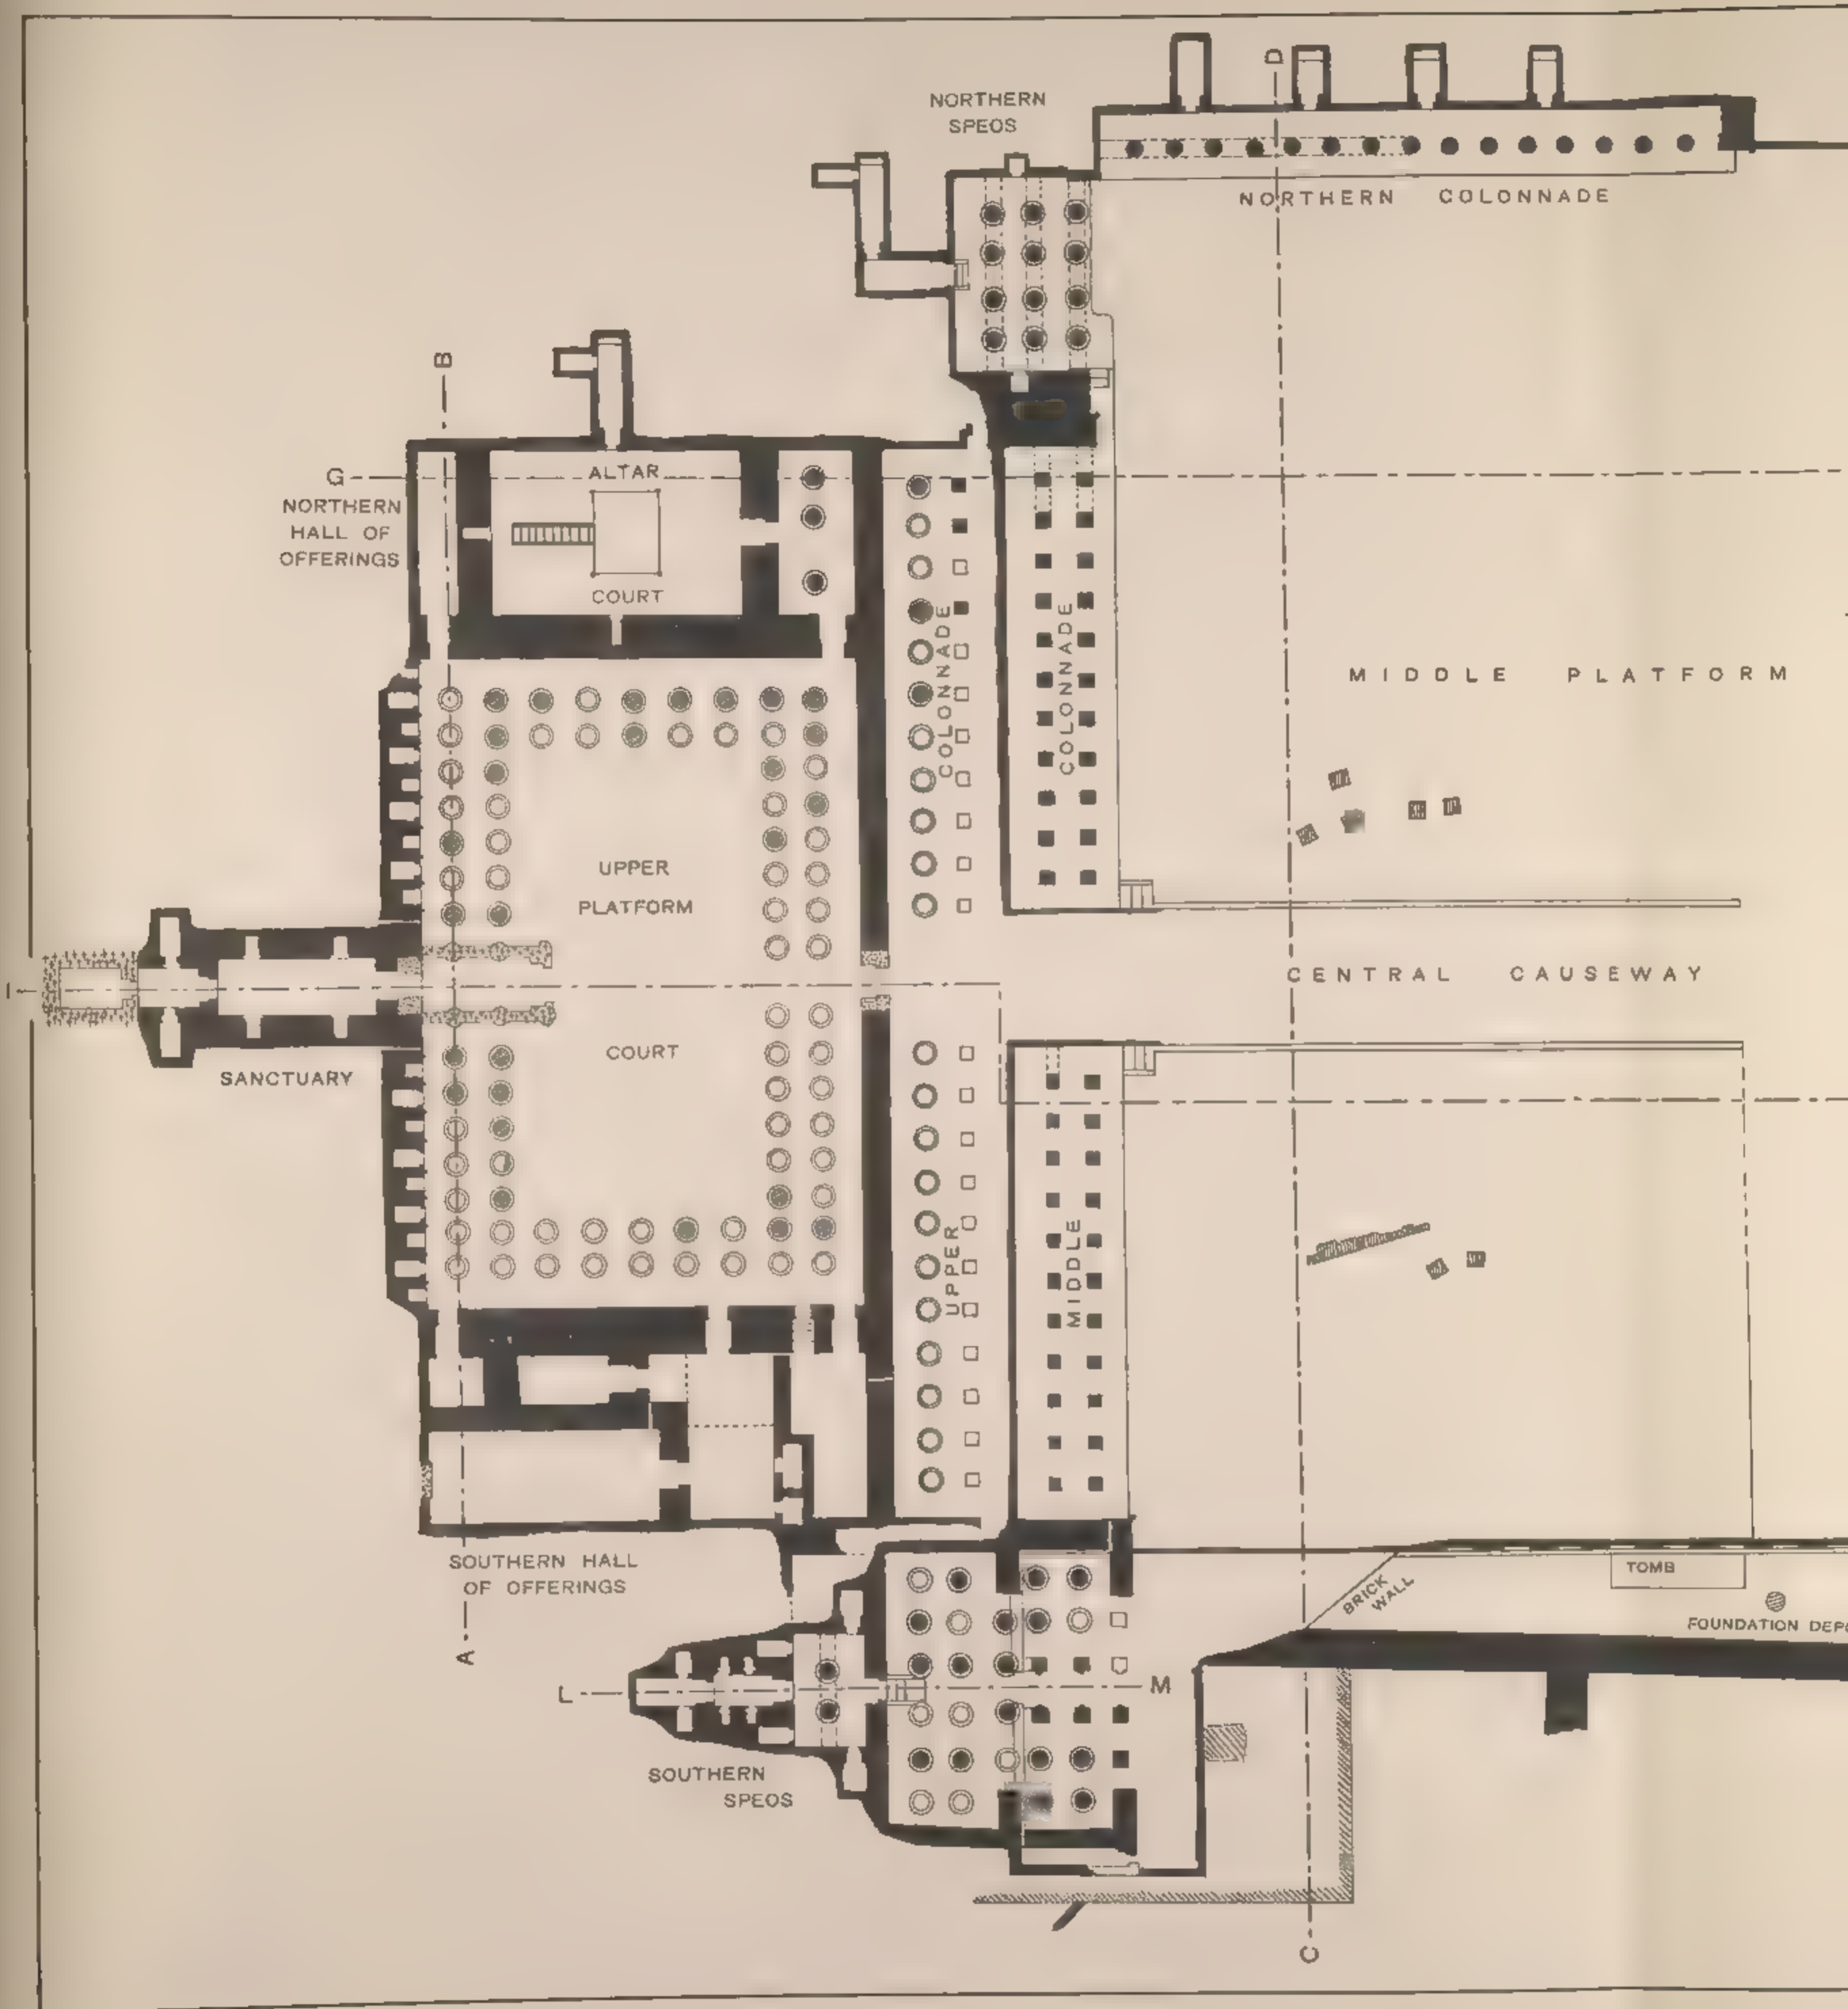 NORTHERN
SPEOS
D
NORTHERN COLONNADE
B
G
ALTAR
COURT
NORTHERN
HALL OF
OFFERINGS
COLONNADE
COLONNADE
MIDDLE PLATFORM
UPPER
PLATFORM
COURT
CENTRAL CAUSEWAY
I
SANCTUARY
UPPER
MIDDLE
SOUTHERN HALL
OF OFFERINGS
A
BRICK
WALL
TOMB
FOUNDATION DEP
L
M
SOUTHERN
SPEOS
C